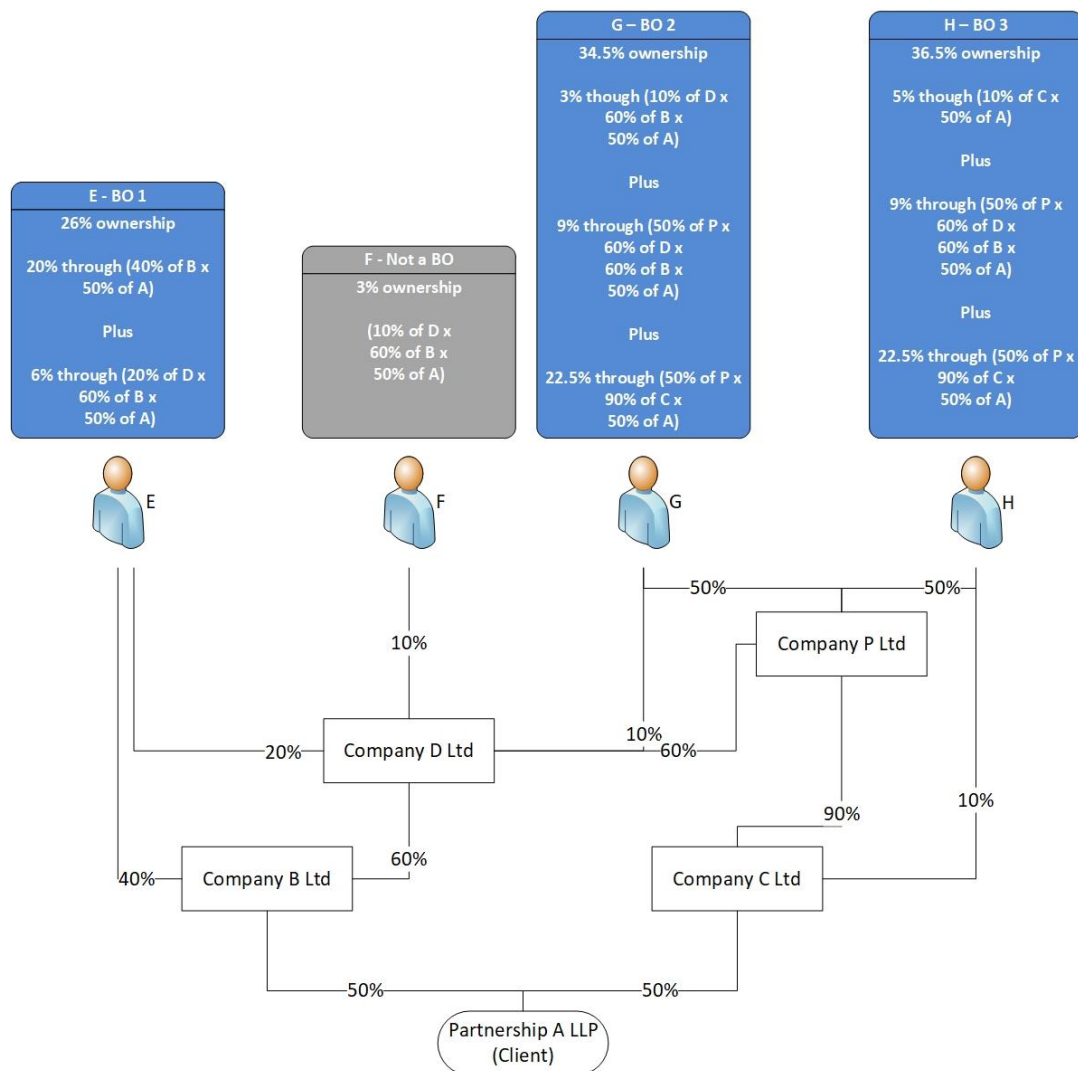 E - BO 1
26% ownership
20% through (40% of B x
50% of A)
Plus
6% through (20% of D x
60% of B x
50% of A)
F - Not a BO
3% ownership
(10% of D x
60% of B x
50% of A)
G – BO 2
34.5% ownership
3% though (10% of D x
60% of B x
50% of A)
Plus
9% through (50% of P x
60% of D x
60% of B x
50% of A)
Plus
22.5% through (50% of P x
90% of C x
50% of A)
H – BO 3
36.5% ownership
5% though (10% of C x
50% of A)
Plus
9% through (50% of P x
60% of D x
60% of B x
50% of A)
Plus
22.5% through (50% of P x
90% of C x
50% of A)
E
F
G
H
50%
50%
10%
Company P Ltd
10%
20%
Company D Ltd
60%
10%
90%
60%
40%
Company B Ltd
Company C Ltd
50%
50%
Partnership A LLP
(Client)